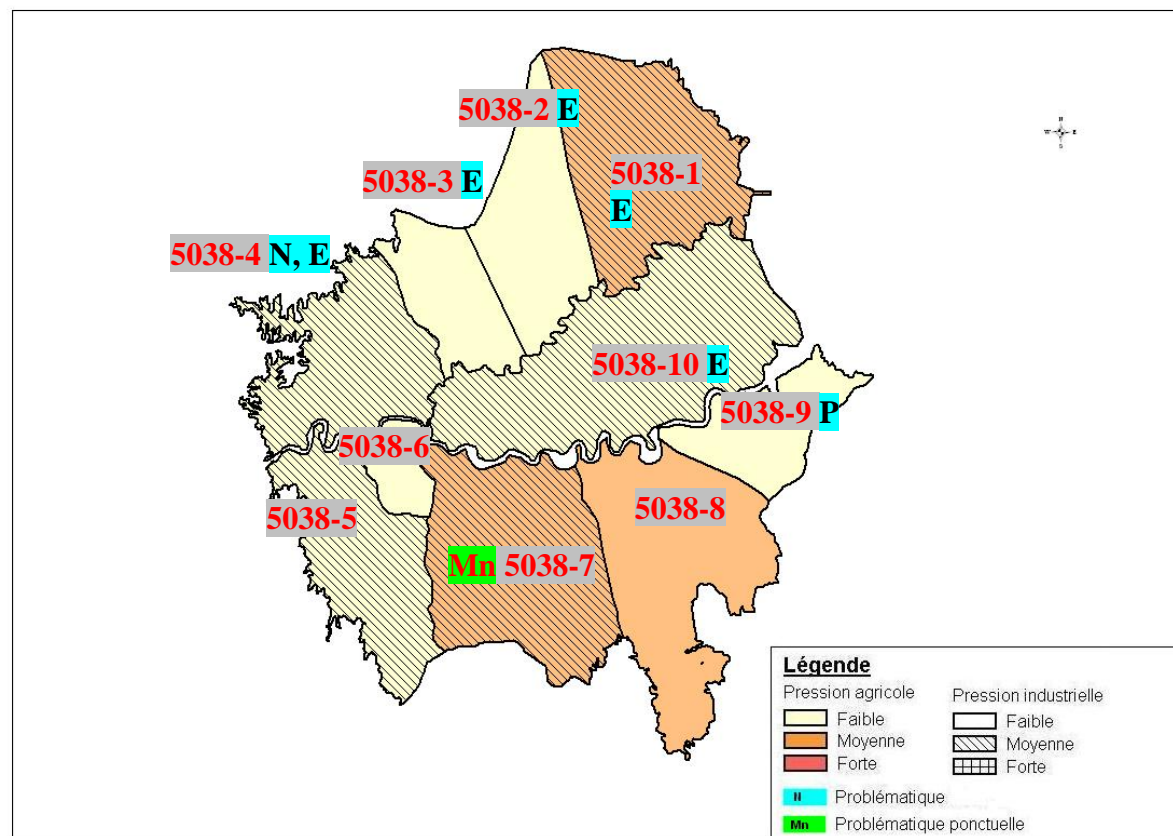 5038-2 E
5038-1
E
5038-3 E
5038-4 N, E
5038-10 E
5038-9 P
5038-6
5038-5
5038-8
Mn 5038-7
N
W E
S
Légende
Pression agricole
Faible
Moyenne
Forte
Pression industrielle
Faible
Moyenne
Forte
N Problématique
Mn Problématique ponctuelle